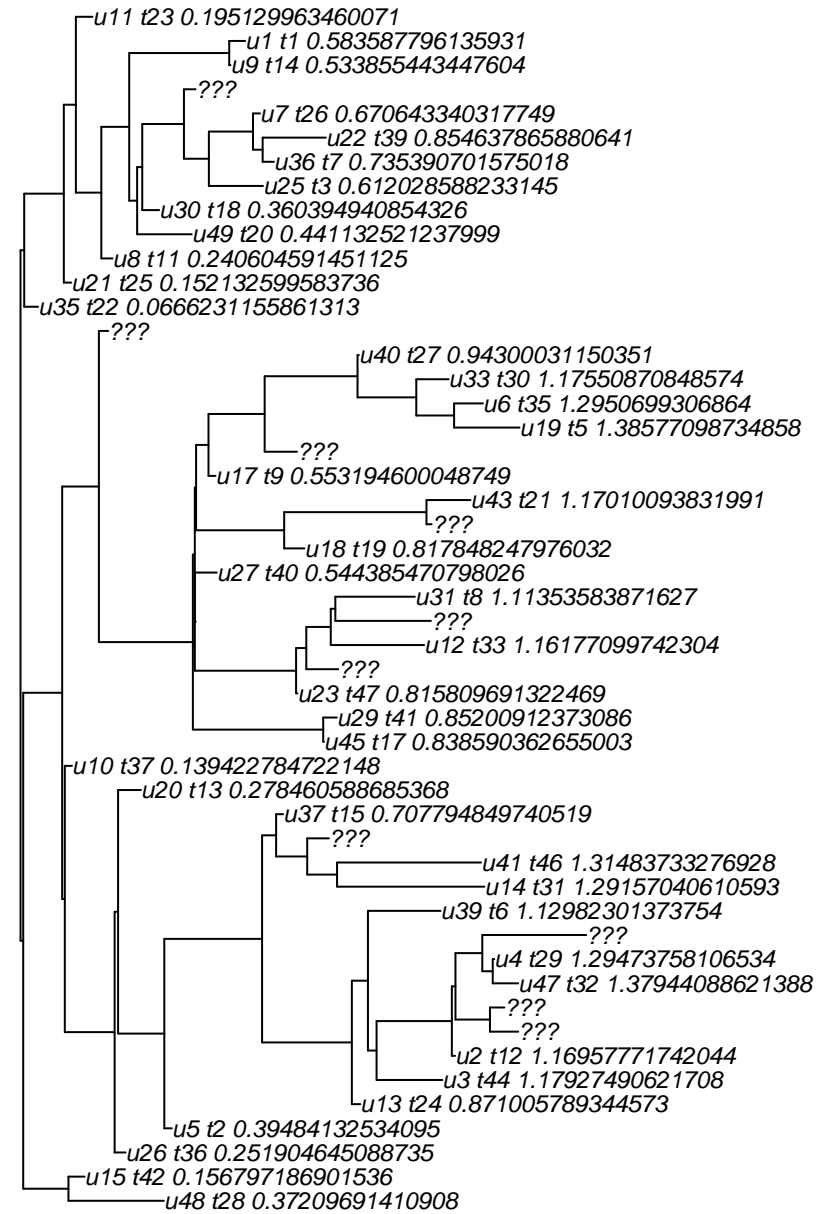 u11 t23 0.195129963460071
u1 t1 0.583587796135931
u9 t14 0.533855443447604
???
u7 t26 0.670643340317749
u22 t39 0.854637865880641
u36 t7 0.735390701575018
u25 t3 0.612028588233145
u30 t18 0.360394940854326
u49 t20 0.441132521237999
u8 t11 0.240604591451125
u21 t25 0.152132599583736
u35 t22 0.0666231155861313
???
u40 t27 0.94300031150351
u33 t30 1.17550870848574
u6 t35 1.2950699306864
u19 t5 1.38577098734858
???
u17 t9 0.553194600048749
u43 t21 1.17010093831991
???
u18 t19 0.817848247976032
u27 t40 0.544385470798026
u31 t8 1.11353583871627
???
u12 t33 1.16177099742304
???
u23 t47 0.815809691322469
u29 t41 0.85200912373086
u45 t17 0.838590362655003
u10 t37 0.139422784722148
u20 t13 0.278460588685368
u37 t15 0.707794849740519
???
u41 t46 1.31483733276928
u14 t31 1.29157040610593
u39 t6 1.12982301373754
???
u4 t29 1.29473758106534
u47 t32 1.37944088621388
???
???
u2 t12 1.16957771742044
u3 t44 1.17927490621708
u13 t24 0.871005789344573
u5 t2 0.39484132534095
u26 t36 0.251904645088735
u15 t42 0.156797186901536
u48 t28 0.37209691410908